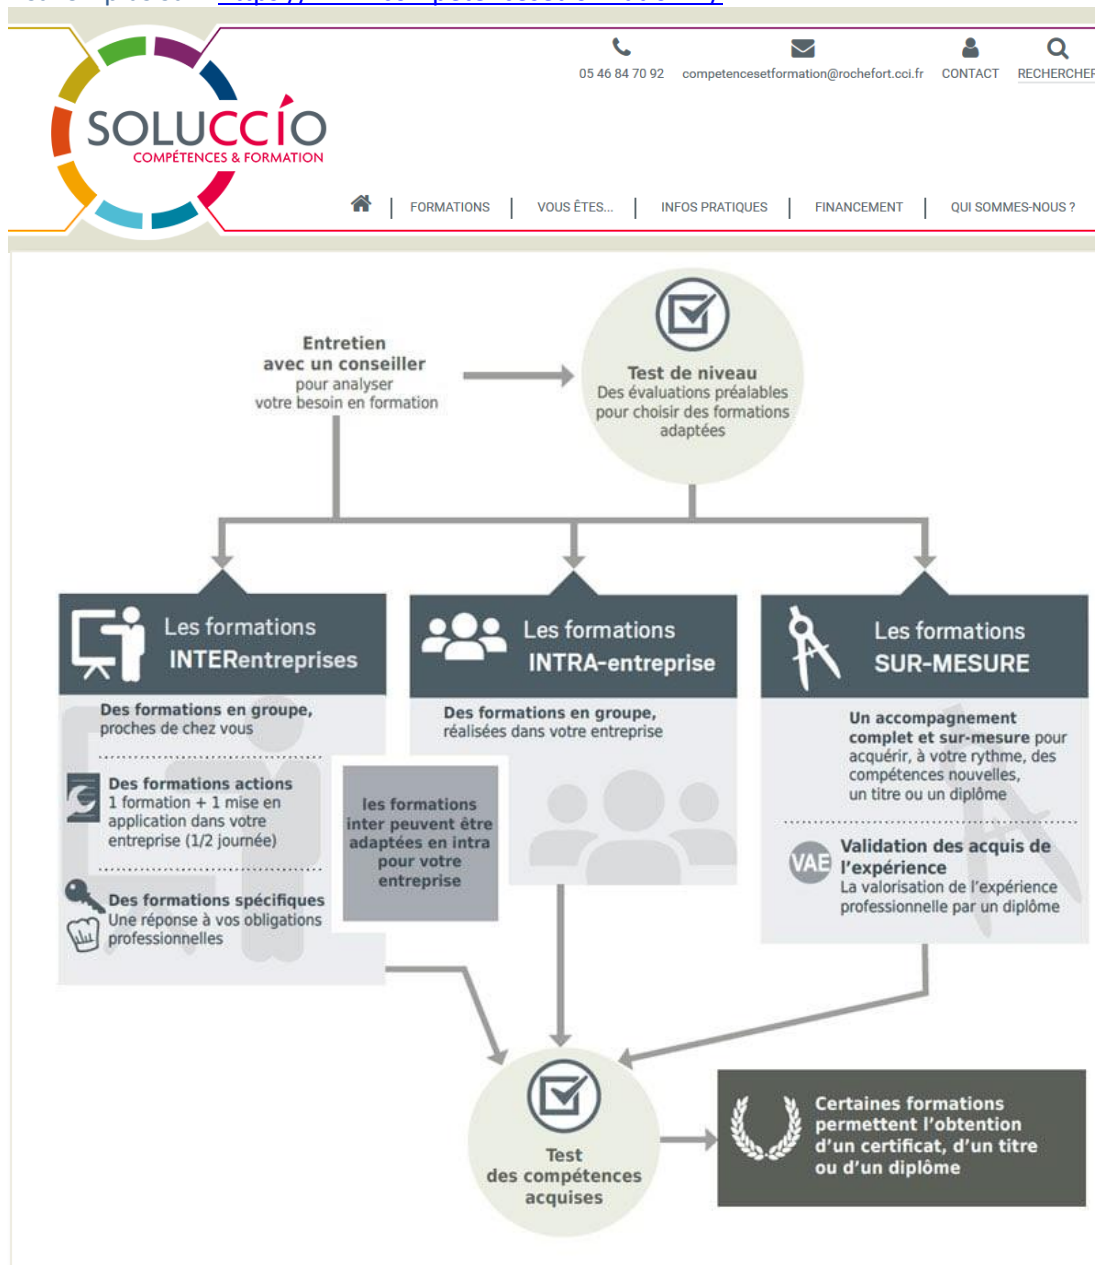 SOLUCCÍO
COMPÉTENCES & FORMATION
05 46 84 70 92
competencesetformation@rochefort.cci.fr
CONTACT
RECHERCHER
FORMATIONS
VOUS ÊTES...
INFOS PRATIQUES
FINANCEMENT
QUI SOMMES-NOUS ?
Entretien
avec un conseiller
pour analyser
votre besoin en formation
Test de niveau
Des évaluations préalables
pour choisir des formations
adaptées
Les formations
INTERentreprises
Des formations en groupe,
proches de chez vous
Des formations actions
1 formation + 1 mise en
application dans votre
entreprise (1/2 journée)
Des formations spécifiques
Une réponse à vos obligations
professionnelles
Les formations
INTRA-entreprise
Des formations en groupe,
réalisées dans votre entreprise
les formations
inter peuvent être
adaptées en intra
pour votre
entreprise
Les formations
SUR-MESURE
Un accompagnement
complet et sur-mesure pour
acquérir, à votre rythme, des
compétences nouvelles,
un titre ou un diplôme
VAE
Validation des acquis de
l'expérience
La valorisation de l'expérience
professionnelle par un diplôme
Test
des compétences
acquises
Certaines formations
permettent l'obtention
d'un certificat, d'un titre
ou d'un diplôme